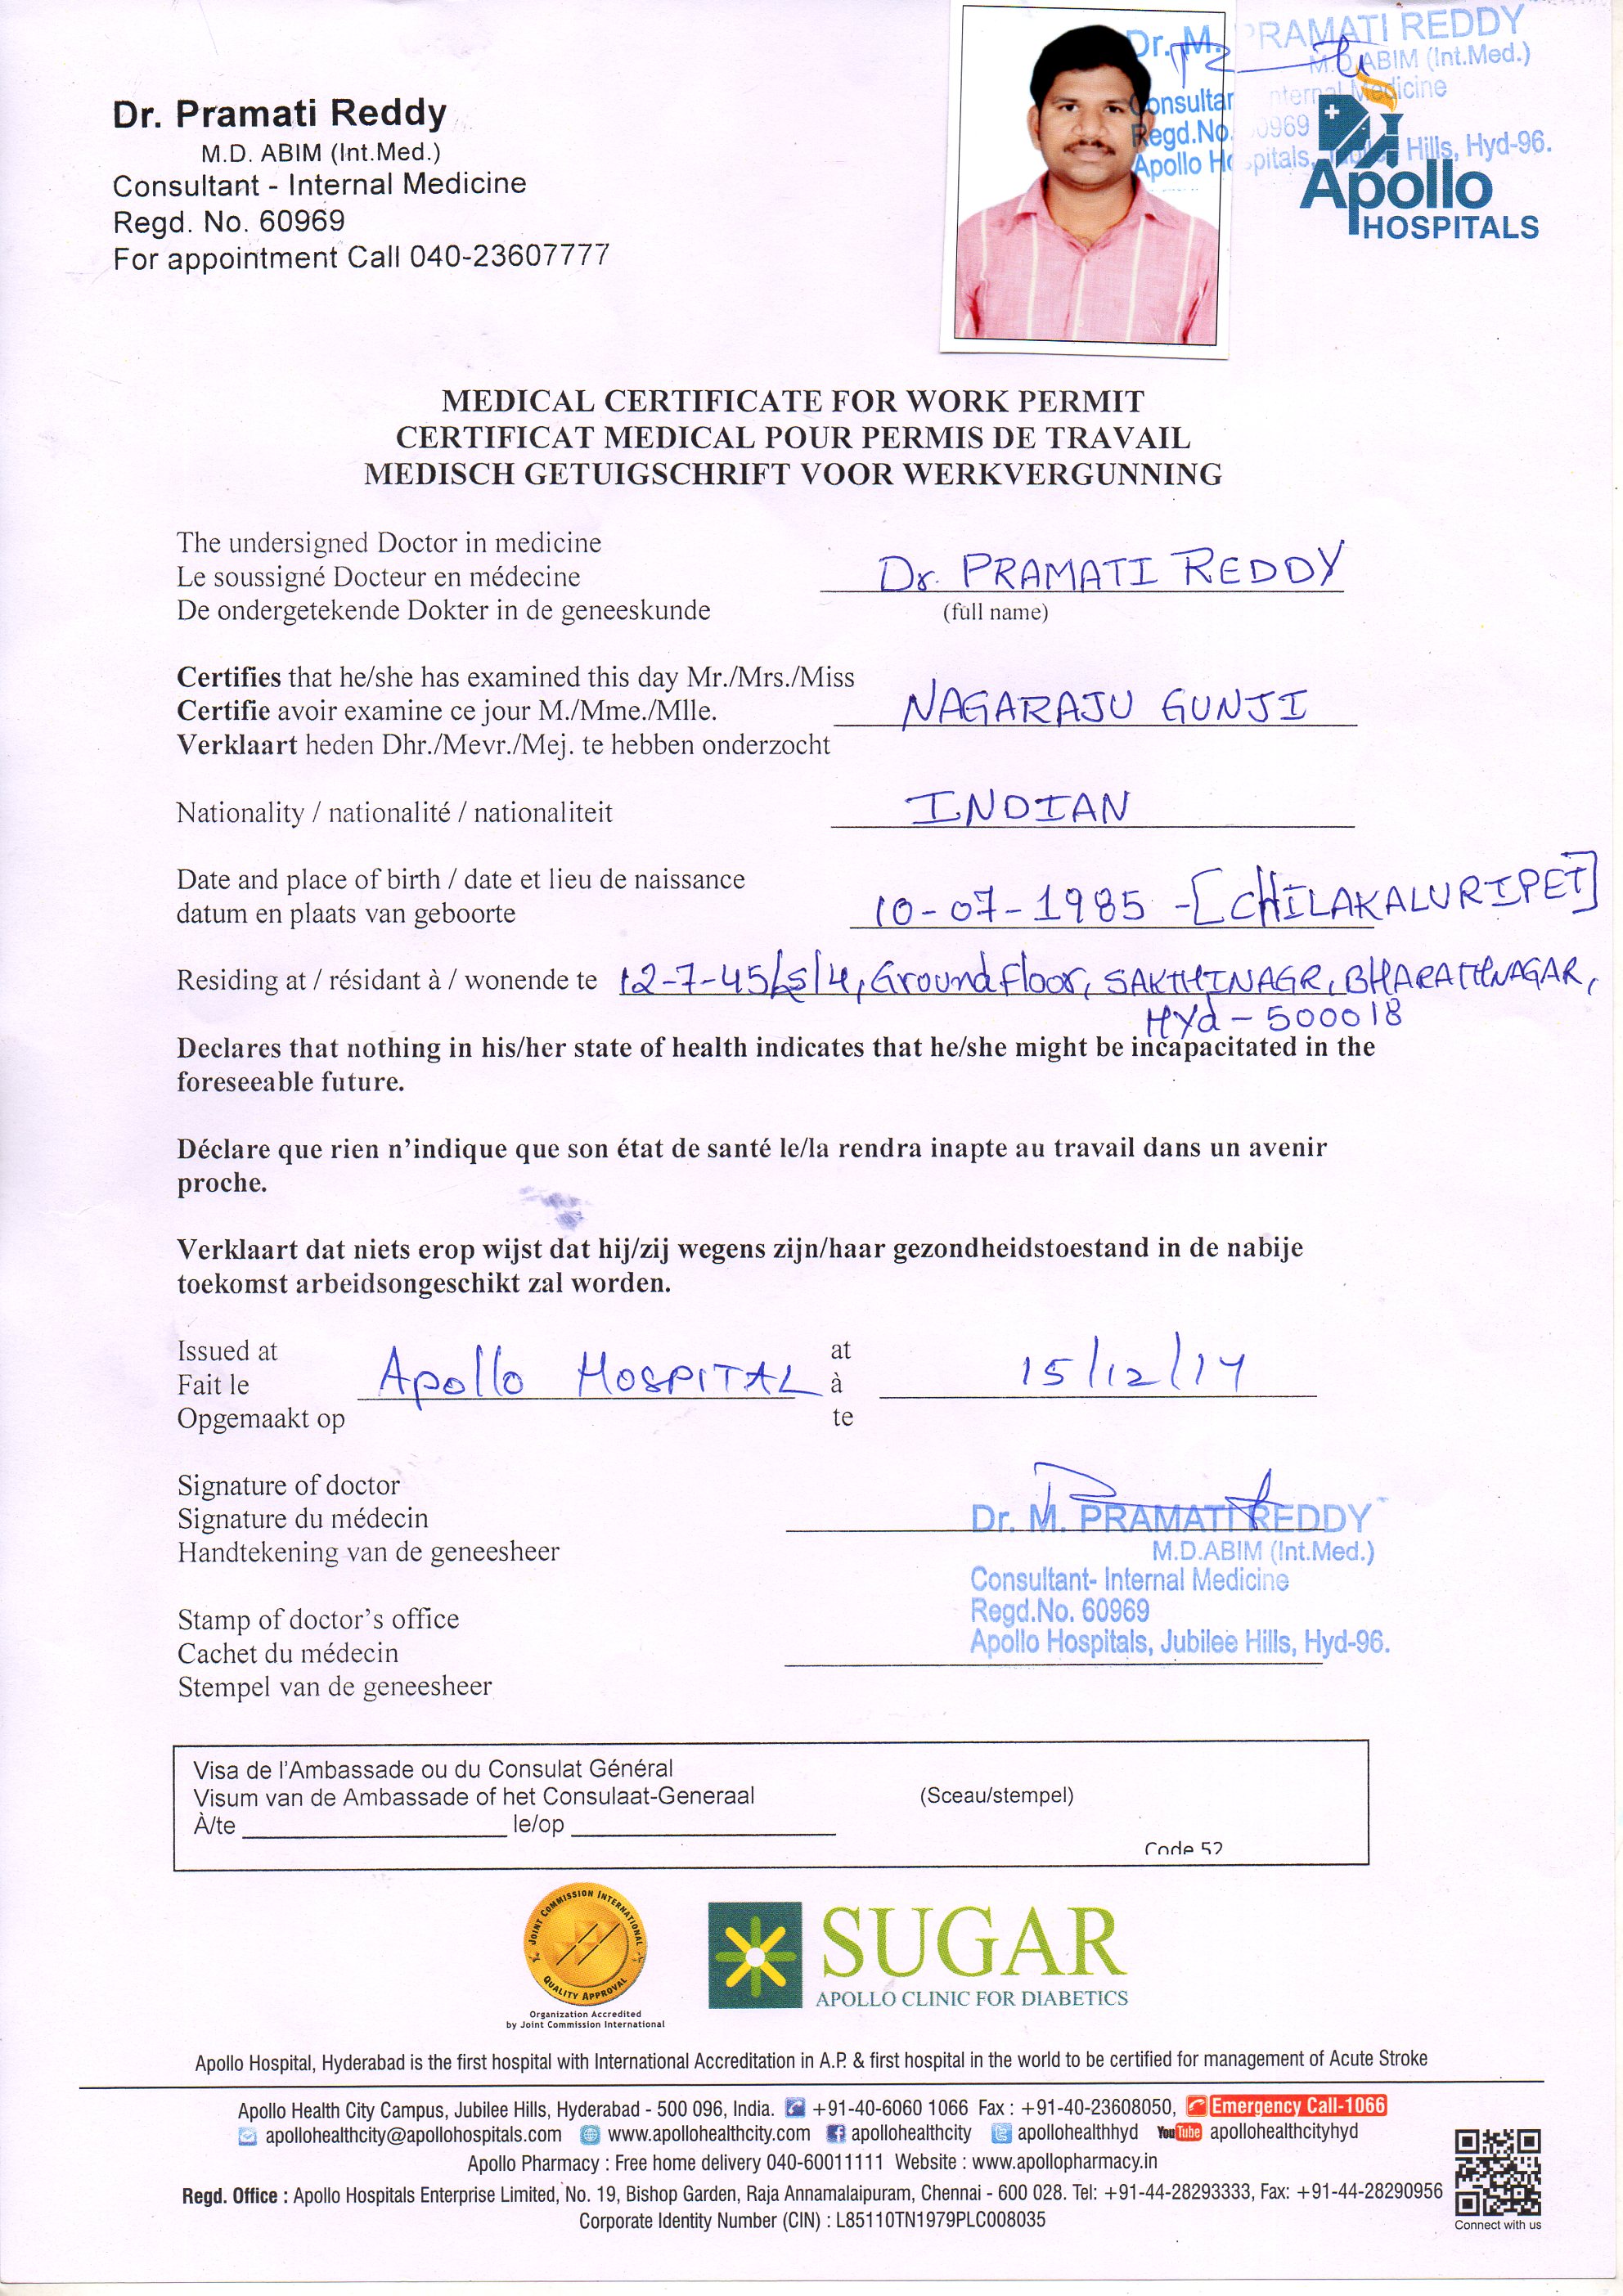 Dr. Pramati Reddy
M.D. ABIM (Int.Med.)
Consultant - Internal Medicine
Regd. No. 60969
For appointment Call 040-23607777
Dr. M. PRAMATI REDDY
M.D.ABIM (Int.Med.)
Consultar nternal Medicine
Regd.No. 60969
Apollo Hospitals, Hills, Hyd-96.
Apollo
HOSPITALS
MEDICAL CERTIFICATE FOR WORK PERMIT
CERTIFICAT MEDICAL POUR PERMIS DE TRAVAIL
MEDISCH GETUIGSCHRIFT VOOR WERKVERGUNNING
The undersigned Doctor in medicine
Le soussigné Docteur en médecine Dr. PRAMATI REDDY
De ondergetekende Dokter in de geneeskunde (full name)
Certifies that he/she has examined this day Mr./Mrs./Miss
Certifie avoir examine ce jour M./Mme./Mlle. NAGARAJU GUNJI
Verklaart heden Dhr./Mevr./Mej. te hebben onderzocht
Nationality / nationalité / nationaliteit INDIAN
Date and place of birth / date et lieu de naissance
datum en plaats van geboorte 10-07-1985 -[CHILAKALURIPET]
Residing at / résidant à / wonende te 12-7-45/5/4, Ground floor, SAKTHINAGR, BHARATHNAGAR,
HYd - 500018
Declares that nothing in his/her state of health indicates that he/she might be incapacitated in the
foreseeable future.
Déclare que rien n’indique que son état de santé le/la rendra inapte au travail dans un avenir
proche.
Verklaart dat niets erop wijst dat hij/zij wegens zijn/haar gezondheidstoestand in de nabije
toekomst arbeidsongeschikt zal worden.
Issued at at
Fait le Apollo HOSPITAL à 15/12/14
Opgemaakt op te
Signature of doctor
Signature du médecin Dr. M. PRAMATI REDDY
Handtekening van de geneesheer M.D.ABIM (Int.Med.)
Consultant- Internal Medicine
Regd.No. 60969
Stamp of doctor’s office
Cachet du médecin Apollo Hospitals, Jubilee Hills, Hyd-96.
Stempel van de geneesheer
Visa de l’Ambassade ou du Consulat Général
Visum van de Ambassade of het Consulaat-Generaal (Sceau/stempel)
À/te le/op
Code 52
JOINT COMMISSION INTERNATIONAL
QUALITY APPROVAL
Organization Accredited
by Joint Commission International
SUGAR
APOLLO CLINIC FOR DIABETICS
Apollo Hospital, Hyderabad is the first hospital with International Accreditation in A.P. & first hospital in the world to be certified for management of Acute Stroke
Apollo Health City Campus, Jubilee Hills, Hyderabad - 500 096, India. +91-40-6060 1066 Fax : +91-40-23608050, Emergency Call-1066
apollohealthcity@apollohospitals.com www.apollohealthcity.com apollohealthcity apollohealthhyd YouTube apollohealthcityhyd
Apollo Pharmacy : Free home delivery 040-60011111 Website : www.apollopharmacy.in
Regd. Office : Apollo Hospitals Enterprise Limited, No. 19, Bishop Garden, Raja Annamalaipuram, Chennai - 600 028. Tel: +91-44-28293333, Fax: +91-44-28290956
Corporate Identity Number (CIN) : L85110TN1979PLC008035
Connect with us